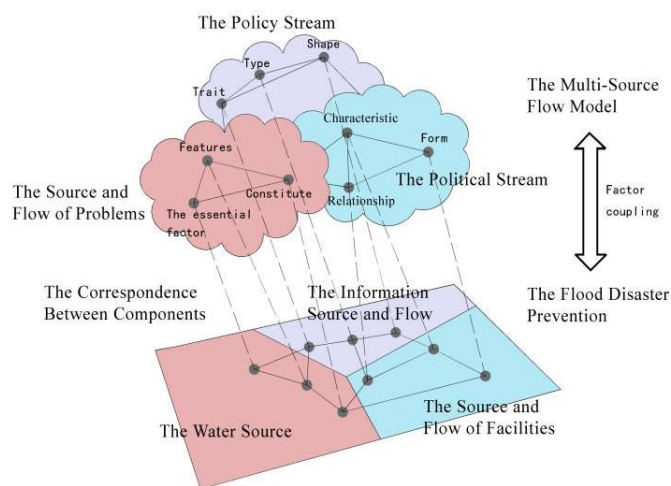 The Policy Stream
Shape
Type
Trait
The Multi-Source
Flow Model
Characteristic
Form
Features
The Political Stream
The Source and
Flow of Problems
Constitute
Relationship
The essential
factor
Factor
coupling
The Correspondence
Between Components
The Information
Source and Flow
The Flood Disaster
Prevention
The Water Source
The Source and
Flow of Facilities